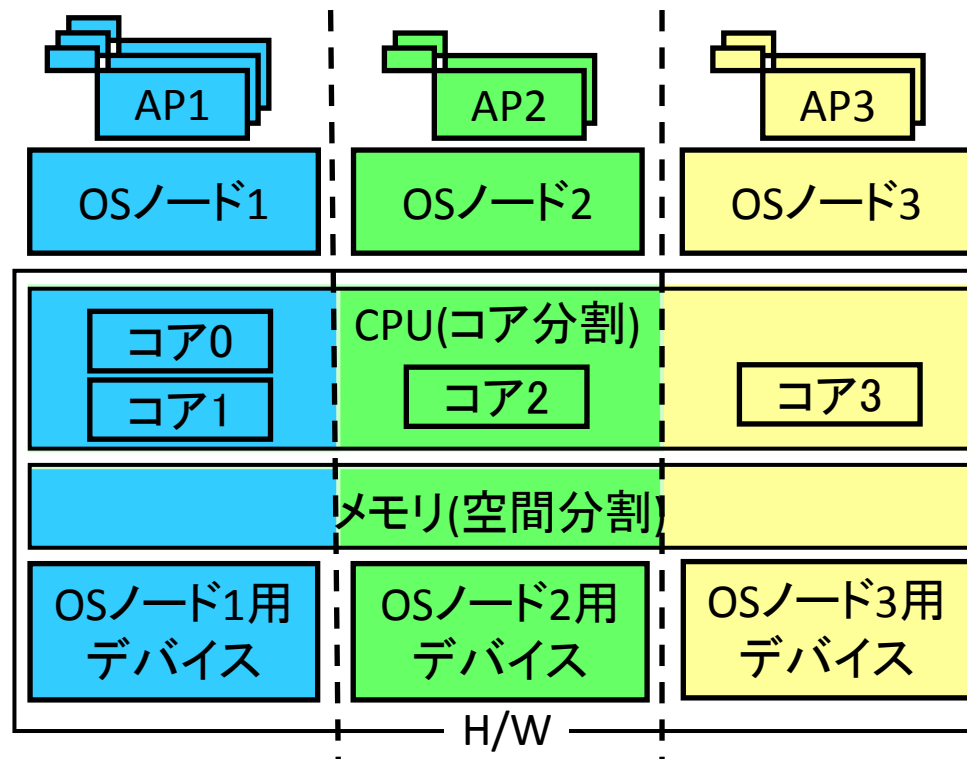 AP1
AP2
AP3
OSノード1
OSノード2
OSノード3
CPU(コア分割)
コア0
コア1
コア2
コア3
メモリ(空間分割)
OSノード1用
デバイス
OSノード2用
デバイス
OSノード3用
デバイス
H/W